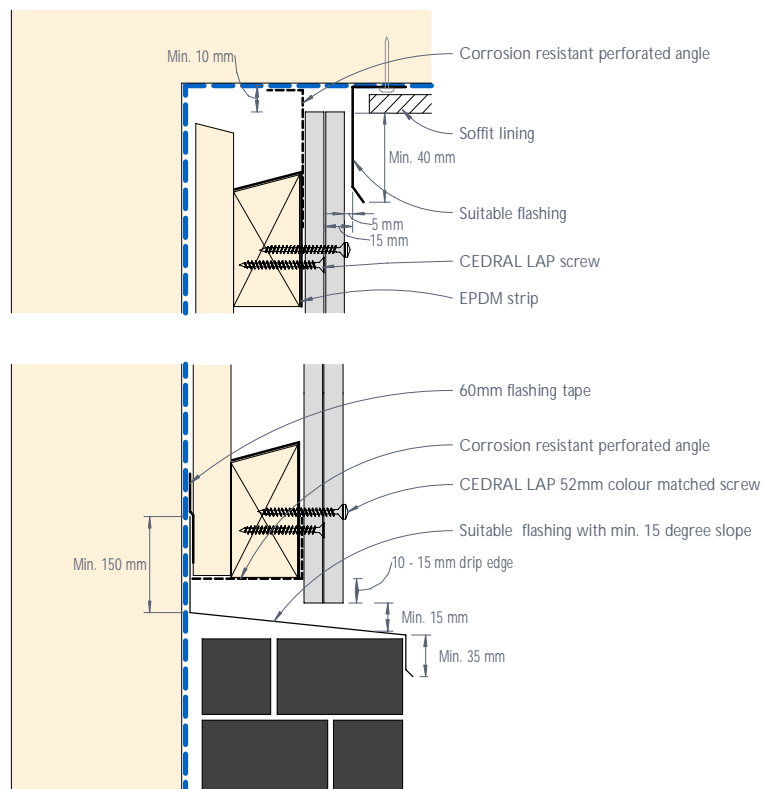 Min. 10 mm
Corrosion resistant perforated angle
Soffit lining
Min. 40 mm
Suitable flashing
5 mm
15 mm
CEDRAL LAP screw
EPDM strip
60mm flashing tape
Corrosion resistant perforated angle
CEDRAL LAP 52mm colour matched screw
Suitable flashing with min. 15 degree slope
Min. 150 mm
10 - 15 mm drip edge
Min. 15 mm
Min. 35 mm